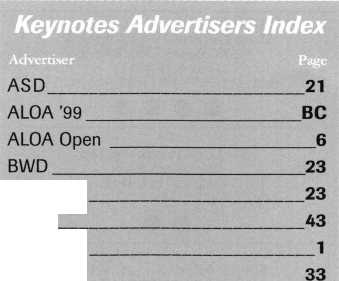 Keynotes Advertisers Index
Advertiser Page
ASD 21
ALOA '99 BC
ALOA Open 6
BWD 23
23
43
1
33